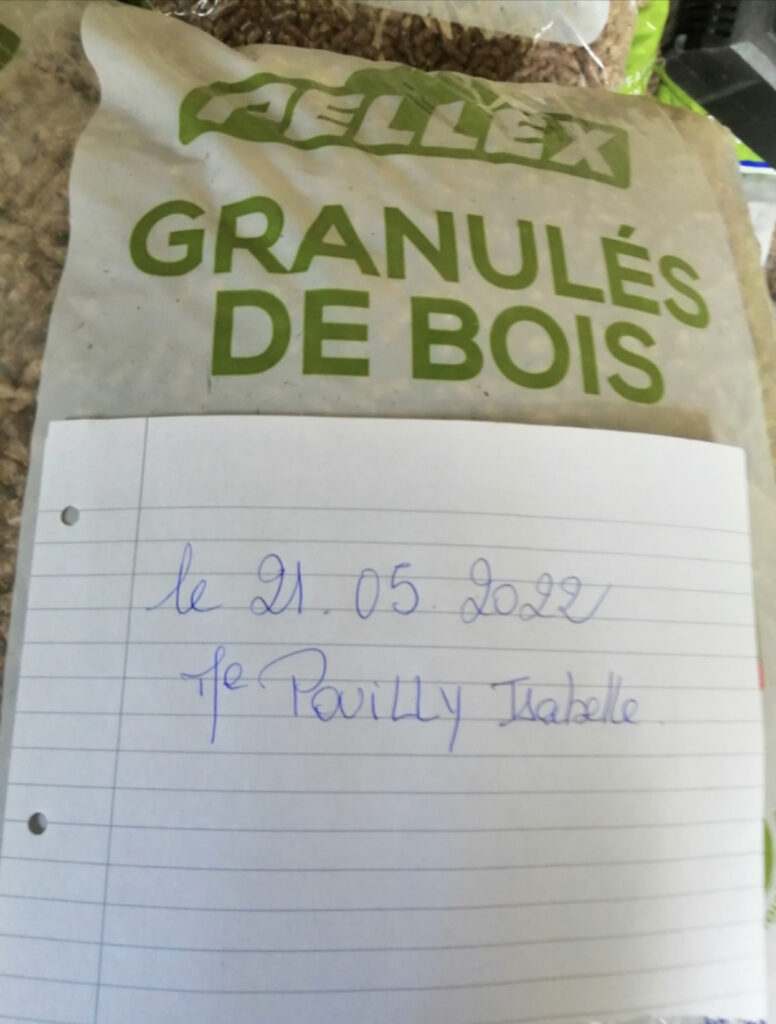 PELLEX
GRANULÉS
DE BOIS
le 21.05.2022
Me Pouilly Isabelle.